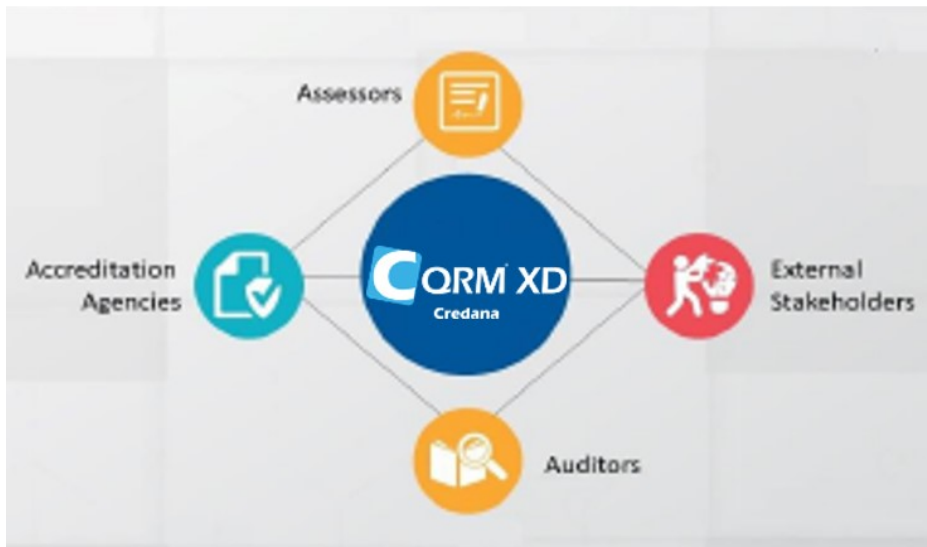 Assessors
Accreditation
Agencies
CQRM XD
Credana
External
Stakeholders
Auditors